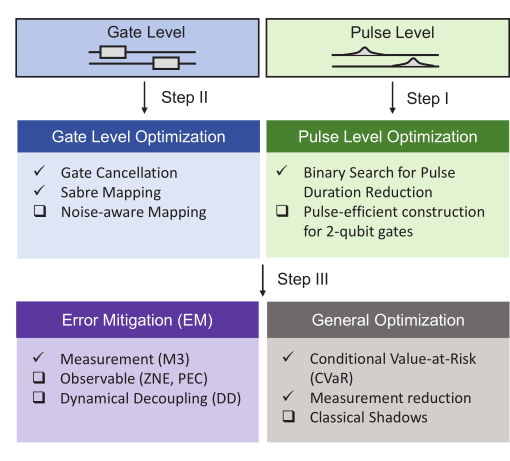 Gate Level
Pulse Level
Step II
Step I
Gate Level Optimization
✓ Gate Cancellation
✓ Sabre Mapping
❑ Noise-aware Mapping
Pulse Level Optimization
✓ Binary Search for Pulse
Duration Reduction
❑ Pulse-efficient construction
for 2-qubit gates
Step III
Error Mitigation (EM)
✓ Measurement (M3)
❑ Observable (ZNE, PEC)
❑ Dynamical Decoupling (DD)
General Optimization
✓ Conditional Value-at-Risk
(CVaR)
✓ Measurement reduction
❑ Classical Shadows